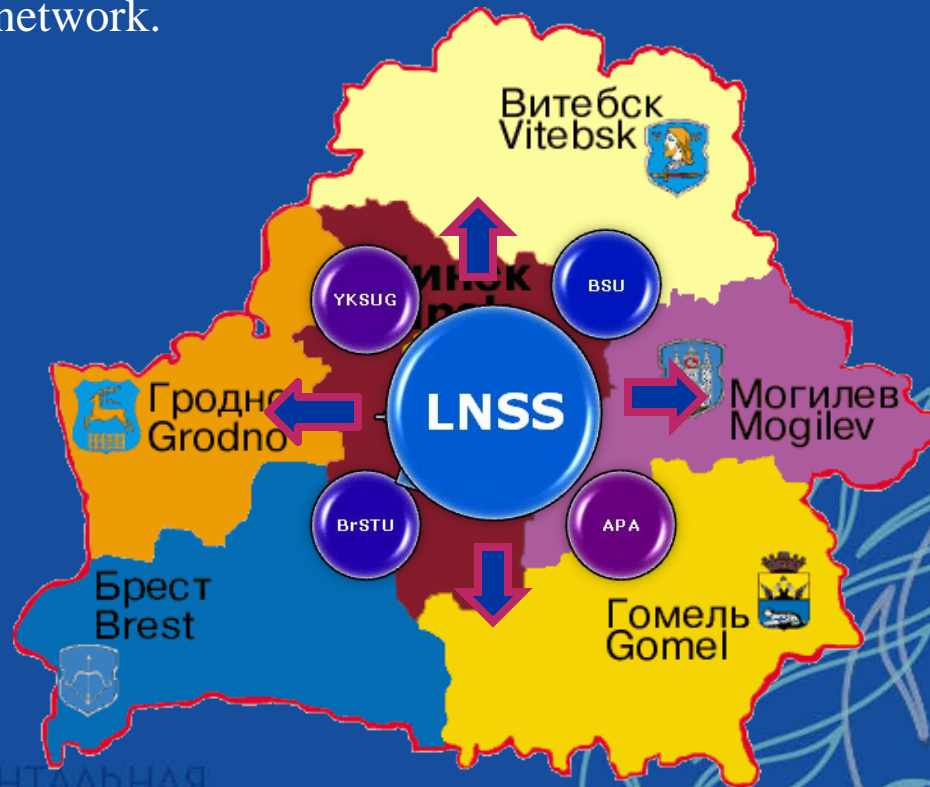 network.
Витебск
Vitebsk
YKSUG
BSU
LNSS
Гродно
Grodno
Могилев
Mogilev
BrSTU
APA
Брест
Brest
Гомель
Gomel